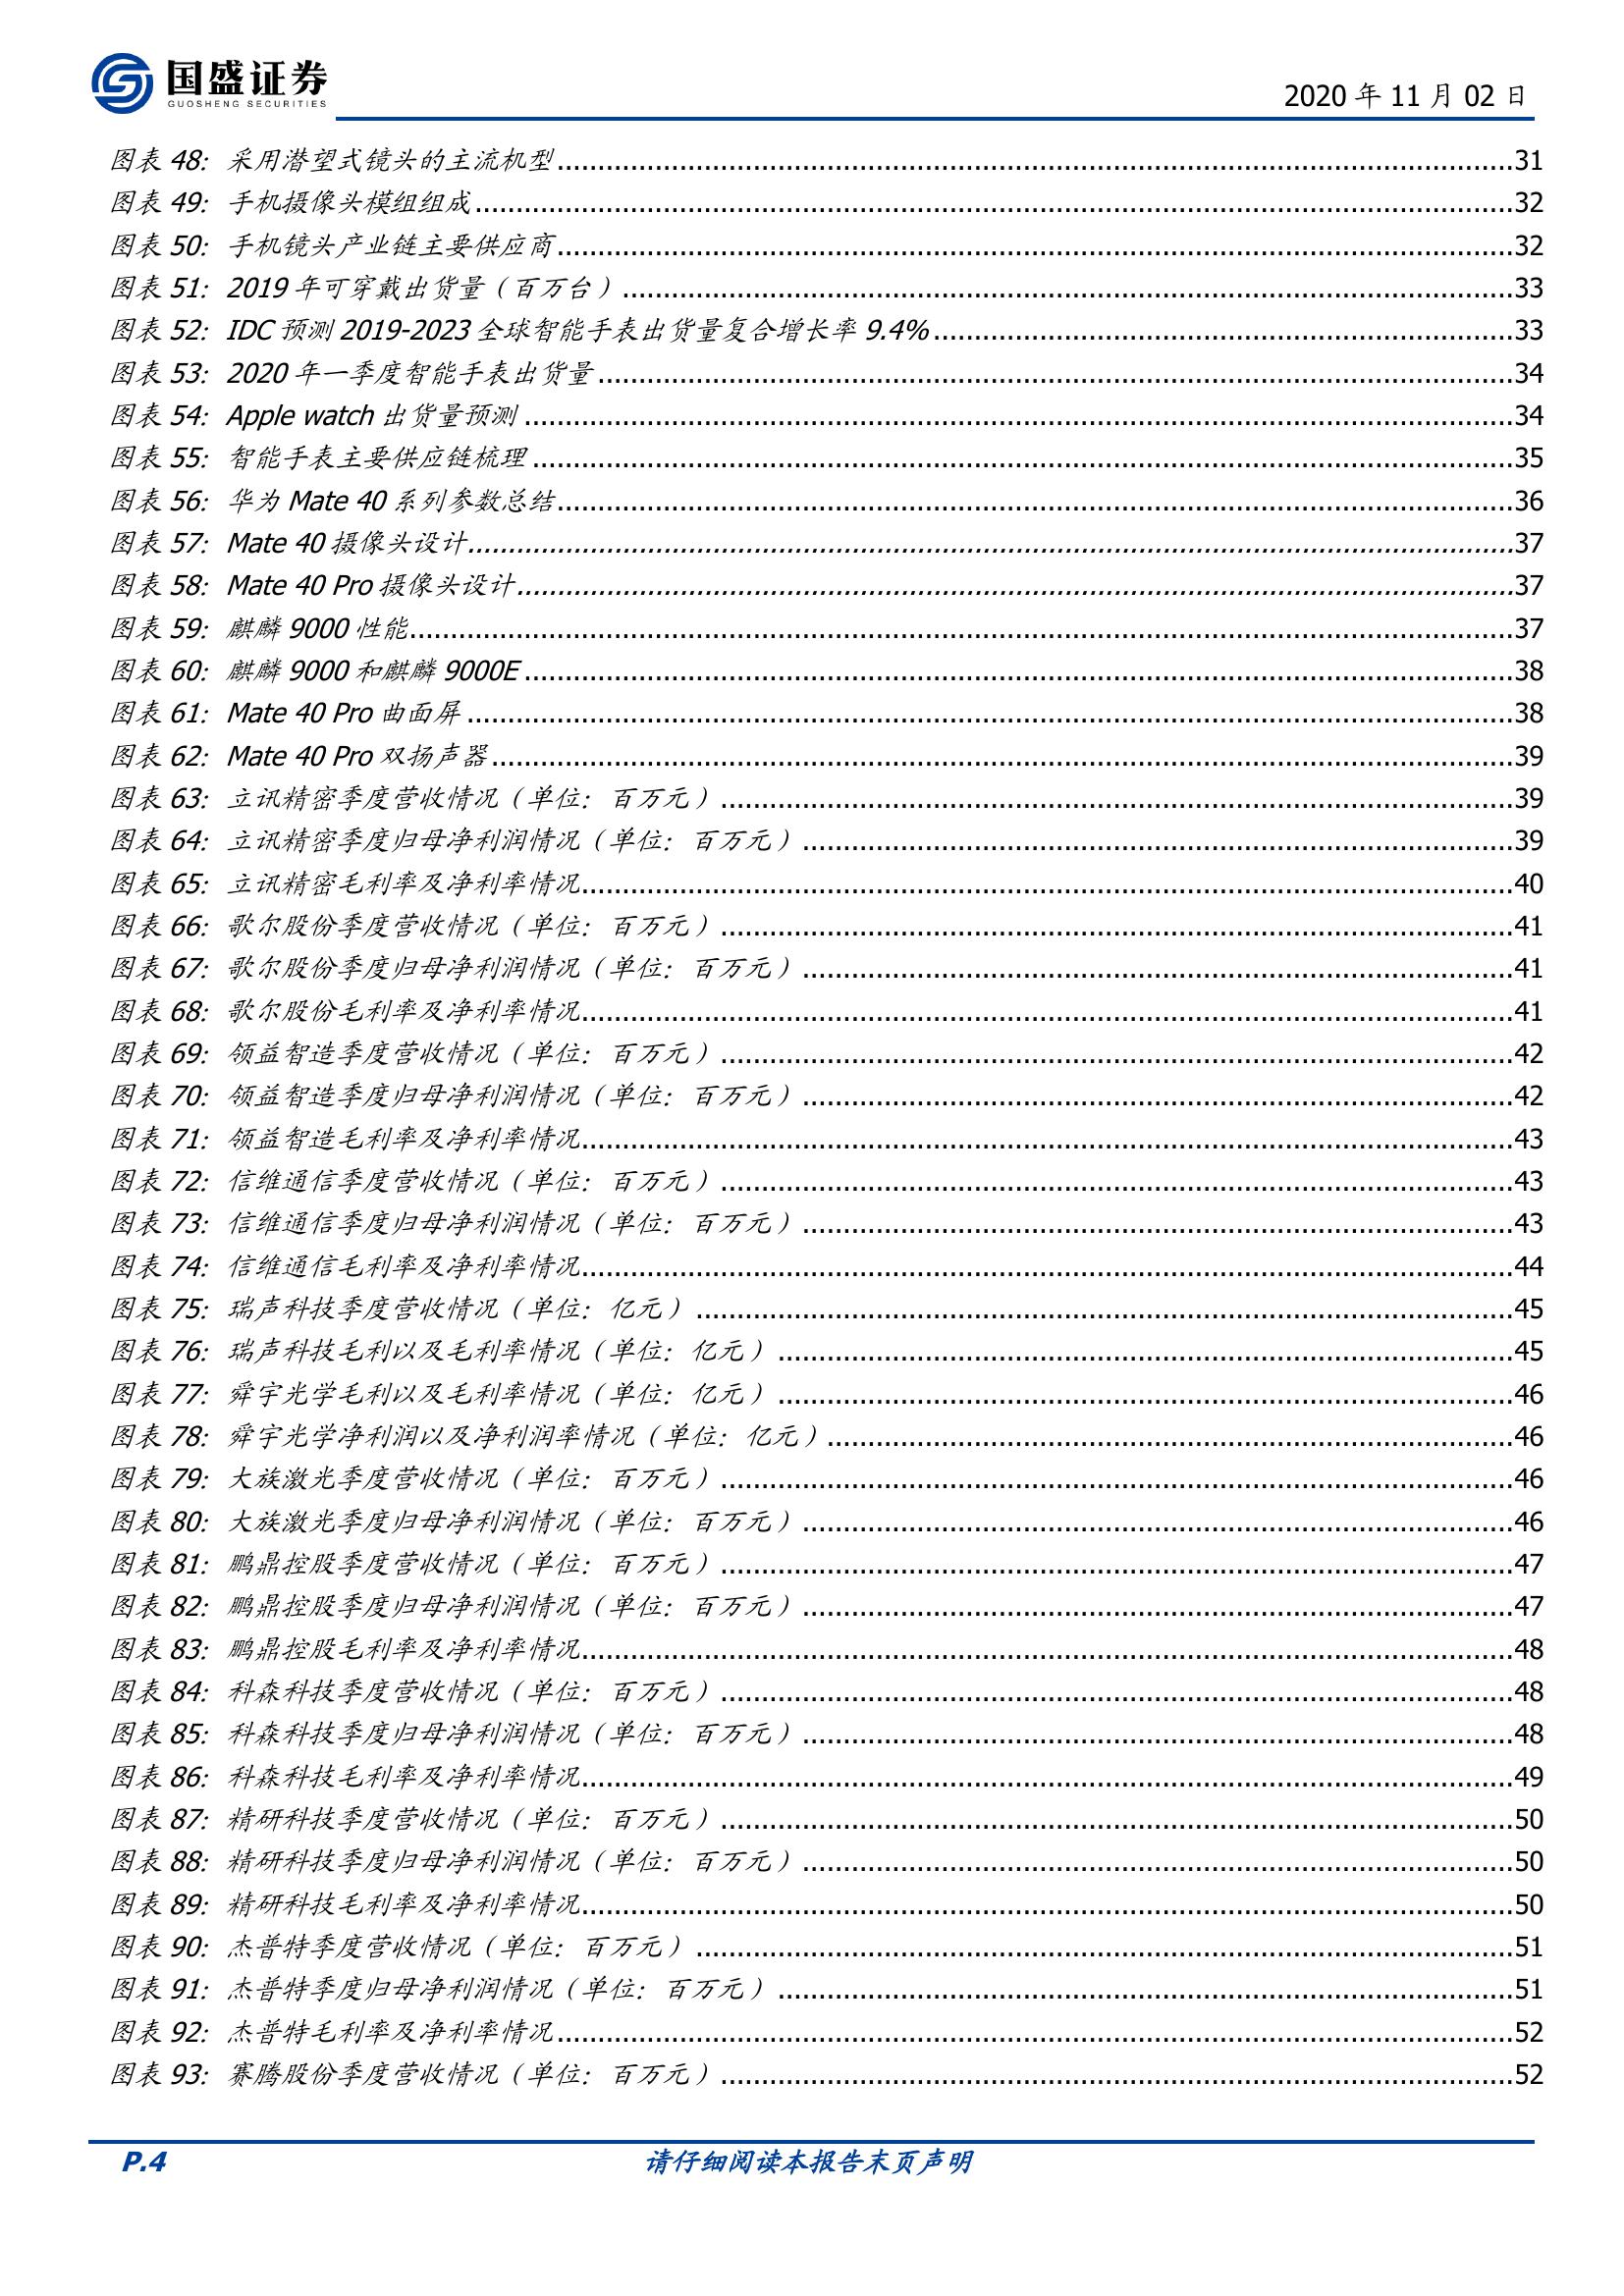 国盛证券
GUOSHENG SECURITIES
2020 年 11 月 02 日
图表 48：采用潜望式镜头的主流机型 31
图表 49：手机摄像头模组组成 32
图表 50：手机镜头产业链主要供应商 32
图表 51：2019 年可穿戴出货量（百万台） 33
图表 52：IDC 预测 2019-2023 全球智能手表出货量复合增长率 9.4% 33
图表 53：2020 年一季度智能手表出货量 34
图表 54：Apple watch 出货量预测 34
图表 55：智能手表主要供应链梳理 35
图表 56：华为 Mate 40 系列参数总结 36
图表 57：Mate 40 摄像头设计 37
图表 58：Mate 40 Pro 摄像头设计 37
图表 59：麒麟 9000 性能 37
图表 60：麒麟 9000 和麒麟 9000E 38
图表 61：Mate 40 Pro 曲面屏 38
图表 62：Mate 40 Pro 双扬声器 39
图表 63：立讯精密季度营收情况（单位：百万元） 39
图表 64：立讯精密季度归母净利润情况（单位：百万元） 39
图表 65：立讯精密毛利率及净利率情况 40
图表 66：歌尔股份季度营收情况（单位：百万元） 41
图表 67：歌尔股份季度归母净利润情况（单位：百万元） 41
图表 68：歌尔股份毛利率及净利率情况 41
图表 69：领益智造季度营收情况（单位：百万元） 42
图表 70：领益智造季度归母净利润情况（单位：百万元） 42
图表 71：领益智造毛利率及净利率情况 43
图表 72：信维通信季度营收情况（单位：百万元） 43
图表 73：信维通信季度归母净利润情况（单位：百万元） 43
图表 74：信维通信毛利率及净利率情况 44
图表 75：瑞声科技季度营收情况（单位：亿元） 45
图表 76：瑞声科技毛利以及毛利率情况（单位：亿元） 45
图表 77：舜宇光学毛利以及毛利率情况（单位：亿元） 46
图表 78：舜宇光学净利润以及净利润率情况（单位：亿元） 46
图表 79：大族激光季度营收情况（单位：百万元） 46
图表 80：大族激光季度归母净利润情况（单位：百万元） 46
图表 81：鹏鼎控股季度营收情况（单位：百万元） 47
图表 82：鹏鼎控股季度归母净利润情况（单位：百万元） 47
图表 83：鹏鼎控股毛利率及净利率情况 48
图表 84：科森科技季度营收情况（单位：百万元） 48
图表 85：科森科技季度归母净利润情况（单位：百万元） 48
图表 86：科森科技毛利率及净利率情况 49
图表 87：精研科技季度营收情况（单位：百万元） 50
图表 88：精研科技季度归母净利润情况（单位：百万元） 50
图表 89：精研科技毛利率及净利率情况 50
图表 90：杰普特季度营收情况（单位：百万元） 51
图表 91：杰普特季度归母净利润情况（单位：百万元） 51
图表 92：杰普特毛利率及净利率情况 52
图表 93：赛腾股份季度营收情况（单位：百万元） 52
P.4 请仔细阅读本报告末页声明